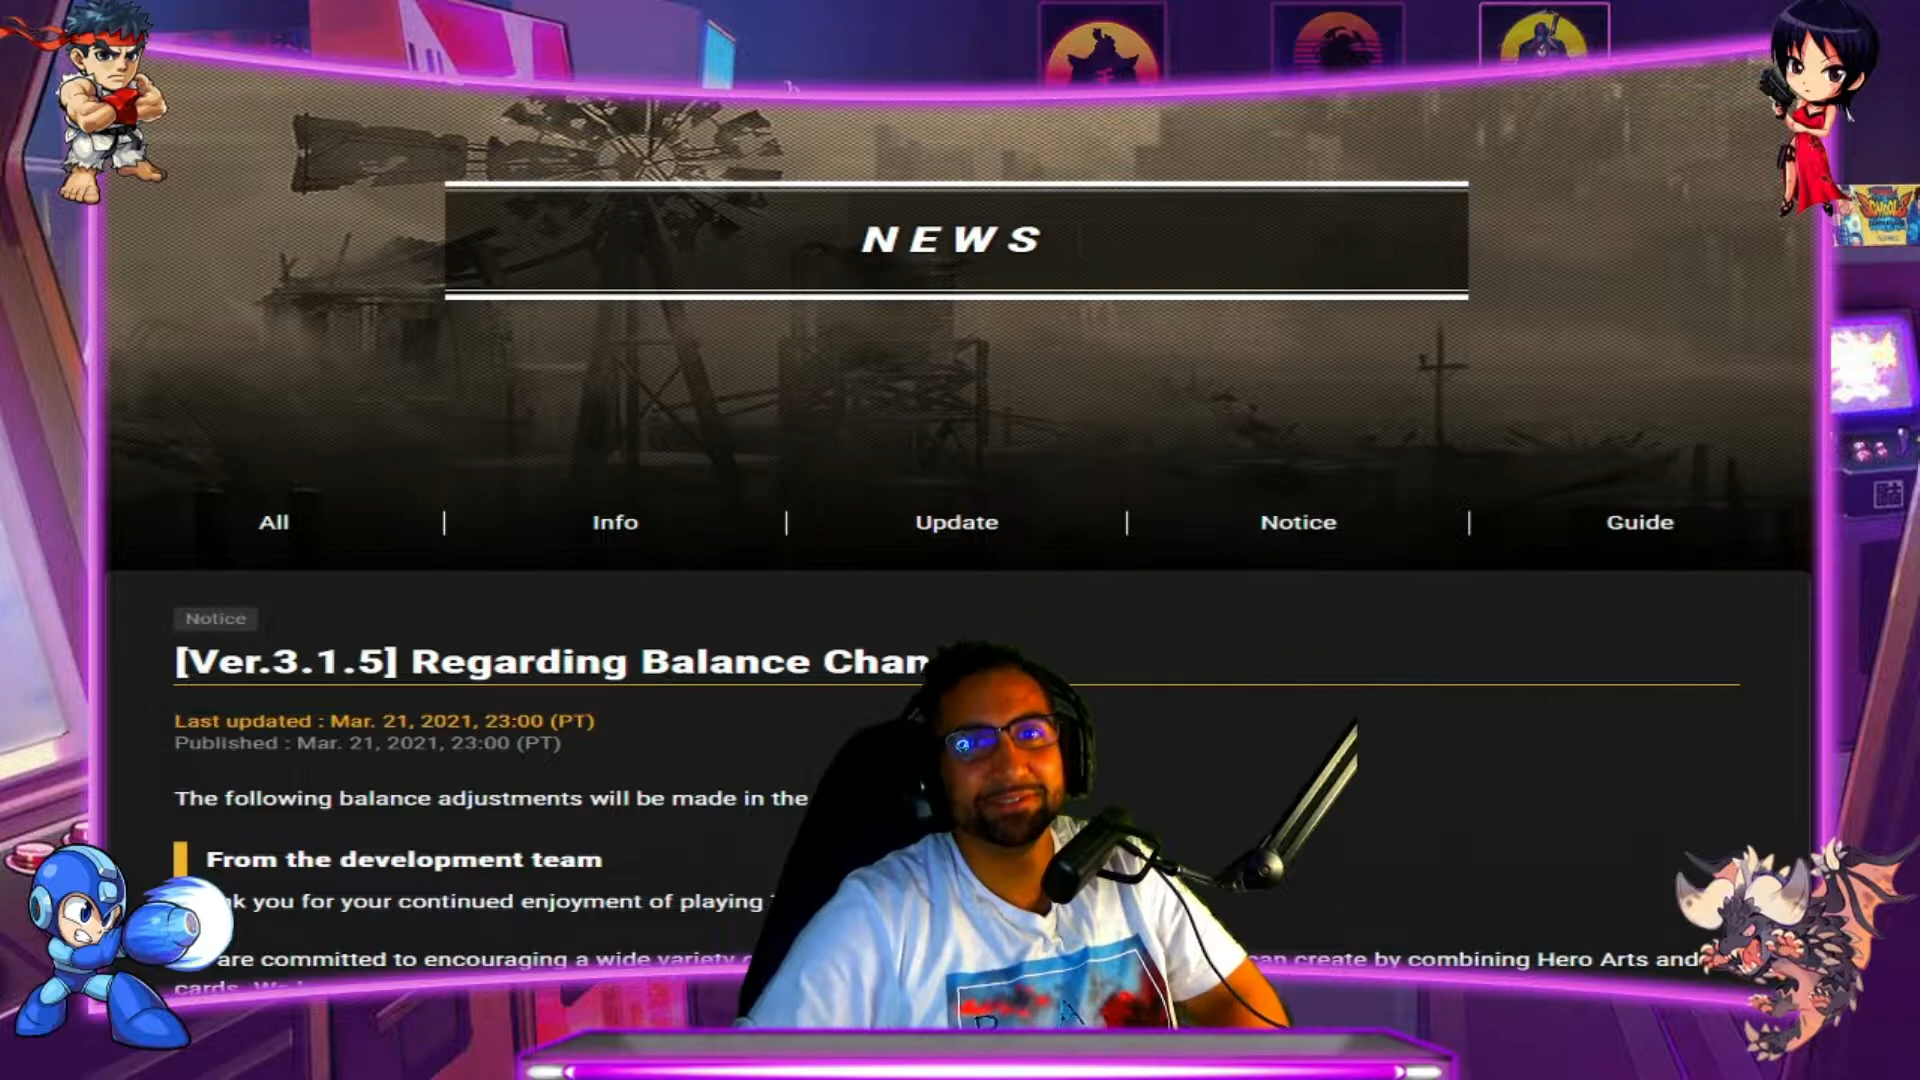 NEWS
All | Info | Update | Notice | Guide
Notice
[Ver.3.1.5] Regarding Balance Chan
Last updated : Mar. 21, 2021, 23:00 (PT)
Published : Mar. 21, 2021, 23:00 (PT)
The following balance adjustments will be made in the
From the development team
k you for your continued enjoyment of playing
are committed to encouraging a wide variety can create by combining Hero Arts and
cards.